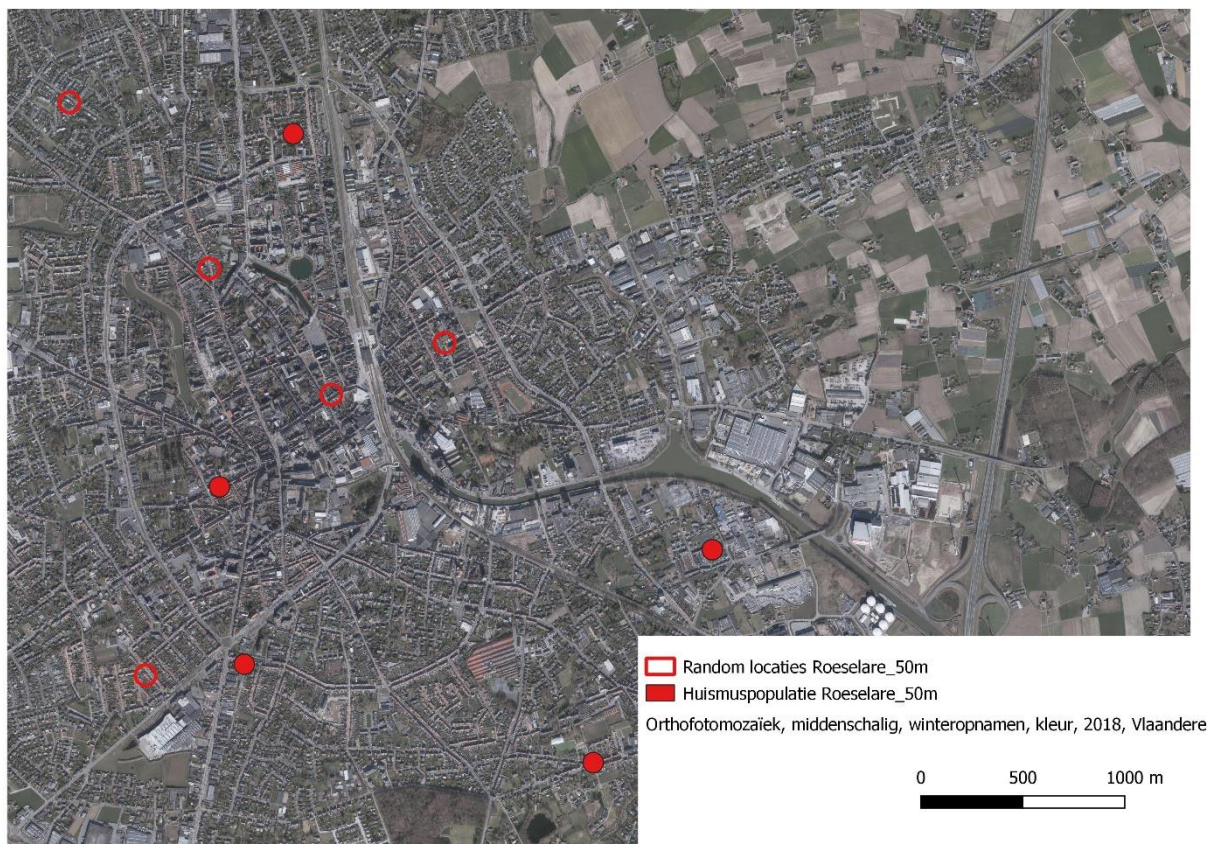 Random locaties Roeselare_50m
Huismuspopulatie Roeselare_50m
Orthofotomozaïek, middenschalig, winteropnamen, kleur, 2018, Vlaandere
0 500 1000 m